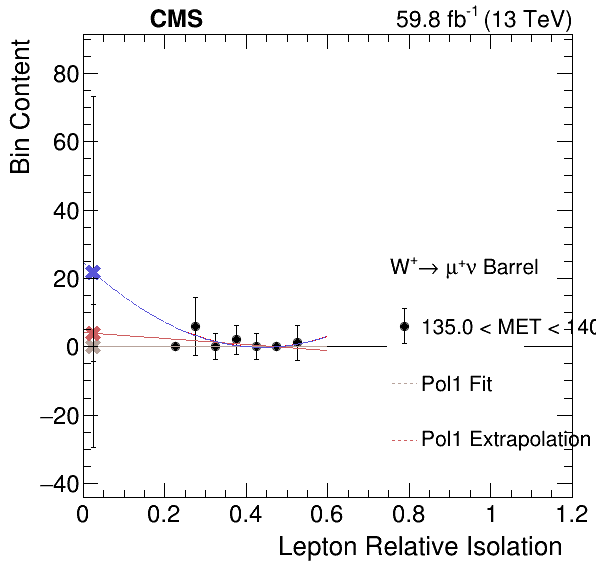 CMS
59.8 fb⁻¹ (13 TeV)
Bin Content
80
60
40
20
0
−20
−40
W⁺→ μ⁺ν Barrel
135.0 < MET < 140
Pol1 Fit
Pol1 Extrapolation
0 0.2 0.4 0.6 0.8 1 1.2
Lepton Relative Isolation